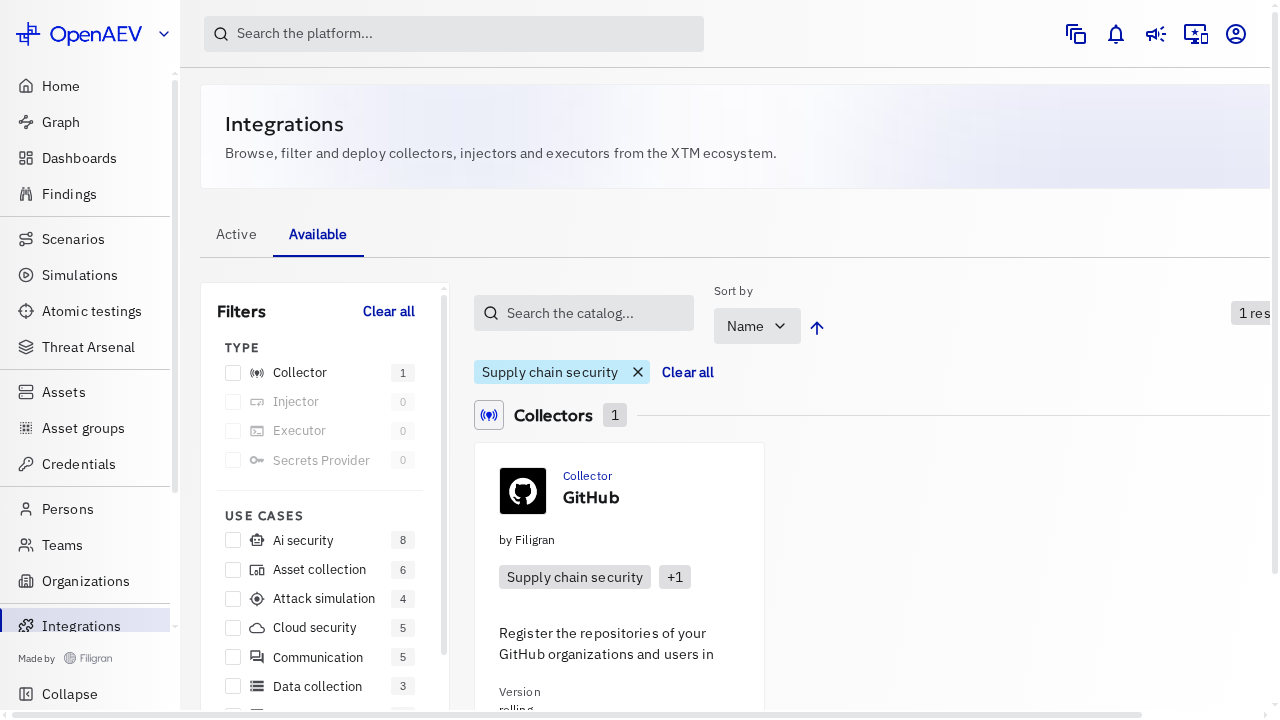 OpenAEV
Search the platform...
Home
Graph
Dashboards
Findings
Scenarios
Simulations
Atomic testings
Threat Arsenal
Assets
Asset groups
Credentials
Persons
Teams
Organizations
Integrations
Made by Filigran
Collapse
Integrations
Browse, filter and deploy collectors, injectors and executors from the XTM ecosystem.
Active
Available
Filters
Clear all
TYPE
Collector 1
Injector 0
Executor 0
Secrets Provider 0
USE CASES
Ai security 8
Asset collection 6
Attack simulation 4
Cloud security 5
Communication 5
Data collection 3
Search the catalog...
Sort by
Name
1 res
Supply chain security
Clear all
Collectors 1
Collector
GitHub
by Filigran
Supply chain security +1
Register the repositories of your
GitHub organizations and users in
Version
rolling